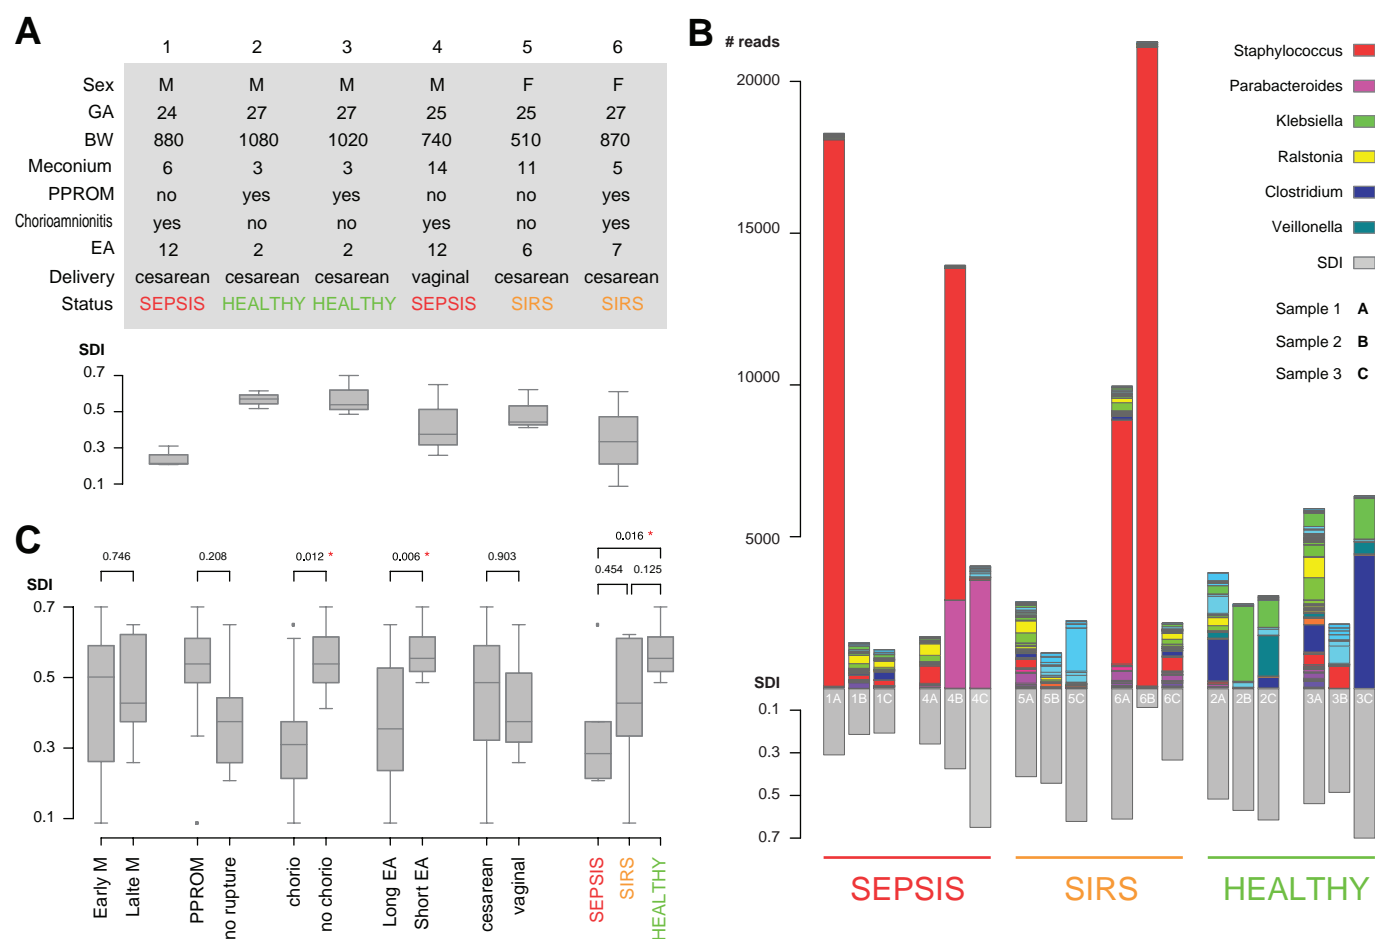 A
1 2 3 4 5 6
Sex M M M M F F
GA 24 27 27 25 25 27
BW 880 1080 1020 740 510 870
Meconium 6 3 3 14 11 5
PPROM no yes yes no no yes
Chorioamnionitis yes no no yes no yes
EA 12 2 2 12 6 7
Delivery cesarean cesarean cesarean vaginal cesarean cesarean
Status SEPSIS HEALTHY HEALTHY SEPSIS SIRS SIRS
SDI
0.7
0.5
0.3
0.1
B
# reads
20000
15000
10000
5000
Staphylococcus
Parabacteroides
Klebsiella
Ralstonia
Clostridium
Veillonella
SDI
Sample 1 A
Sample 2 B
Sample 3 C
SDI
0.1
0.3
0.5
0.7
1A 1B 1C 4A 4B 4C 5A 5B 5C 6A 6B 6C 2A 2B 2C 3A 3B 3C
SEPSIS SIRS HEALTHY
C
SDI
0.7
0.5
0.3
0.1
0.746 0.208 0.012 * 0.006 * 0.903
0.016 *
0.454 0.125
Early M
Lalte M
PPROM
no rupture
chorio
no chorio
Long EA
Short EA
cesarean
vaginal
SEPSIS
SIRS
HEALTHY